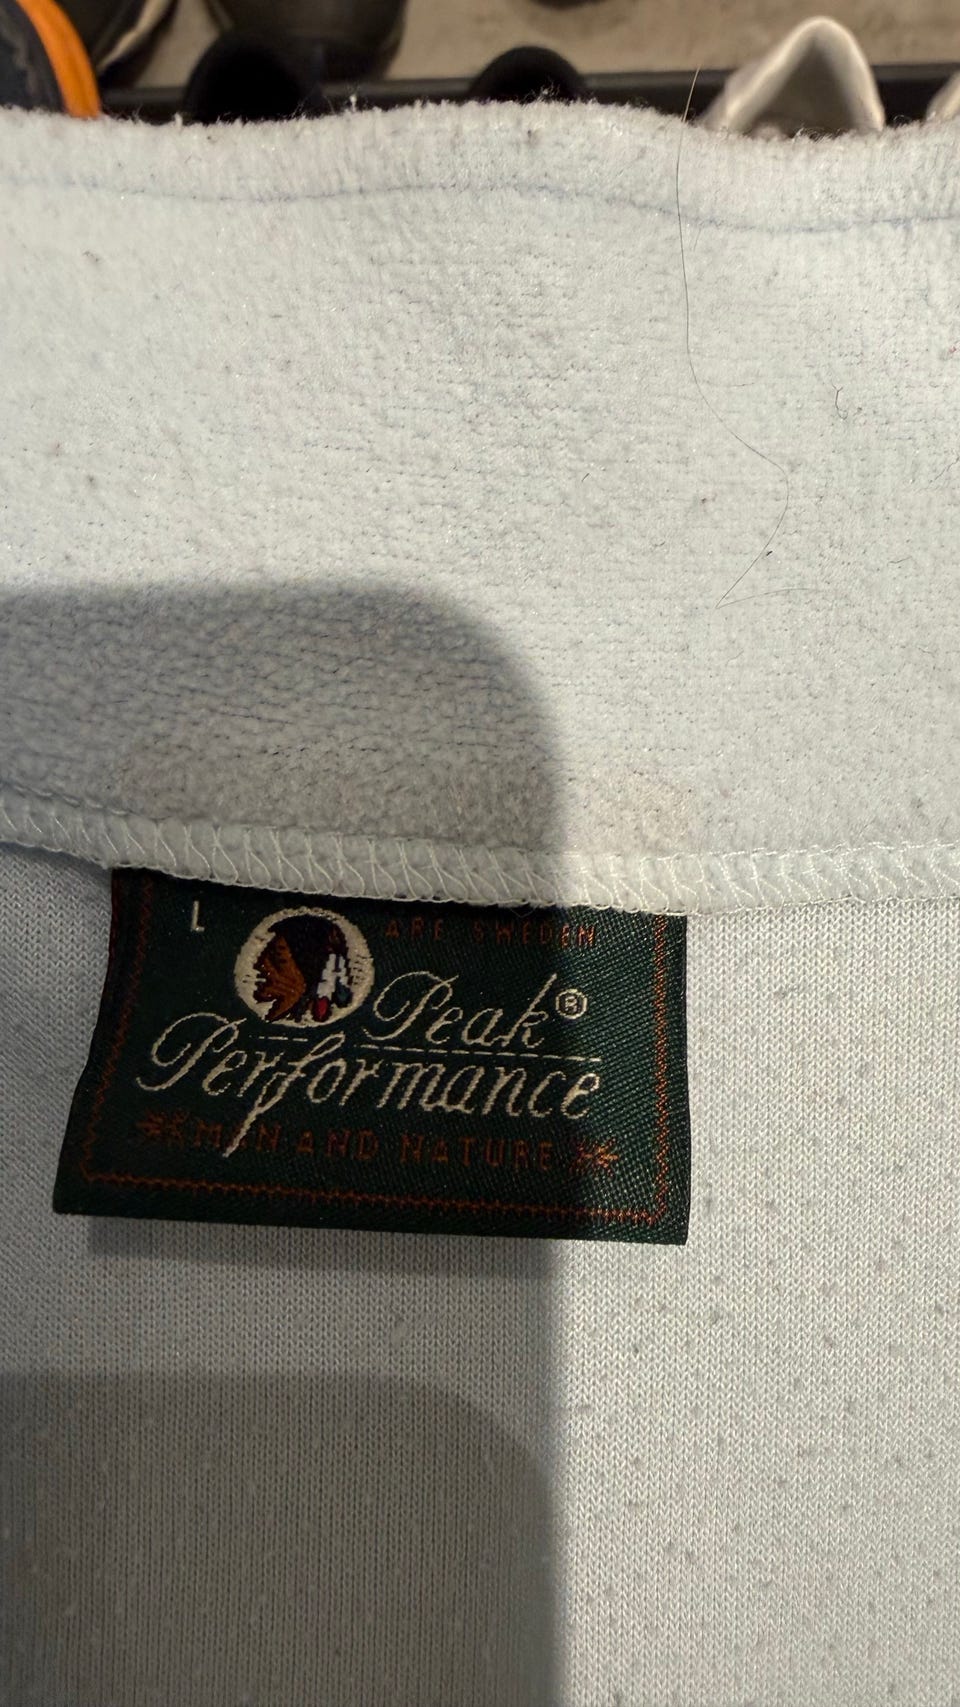 L
ARE SWEDEN
Peak®
Performance
MAN AND NATURE